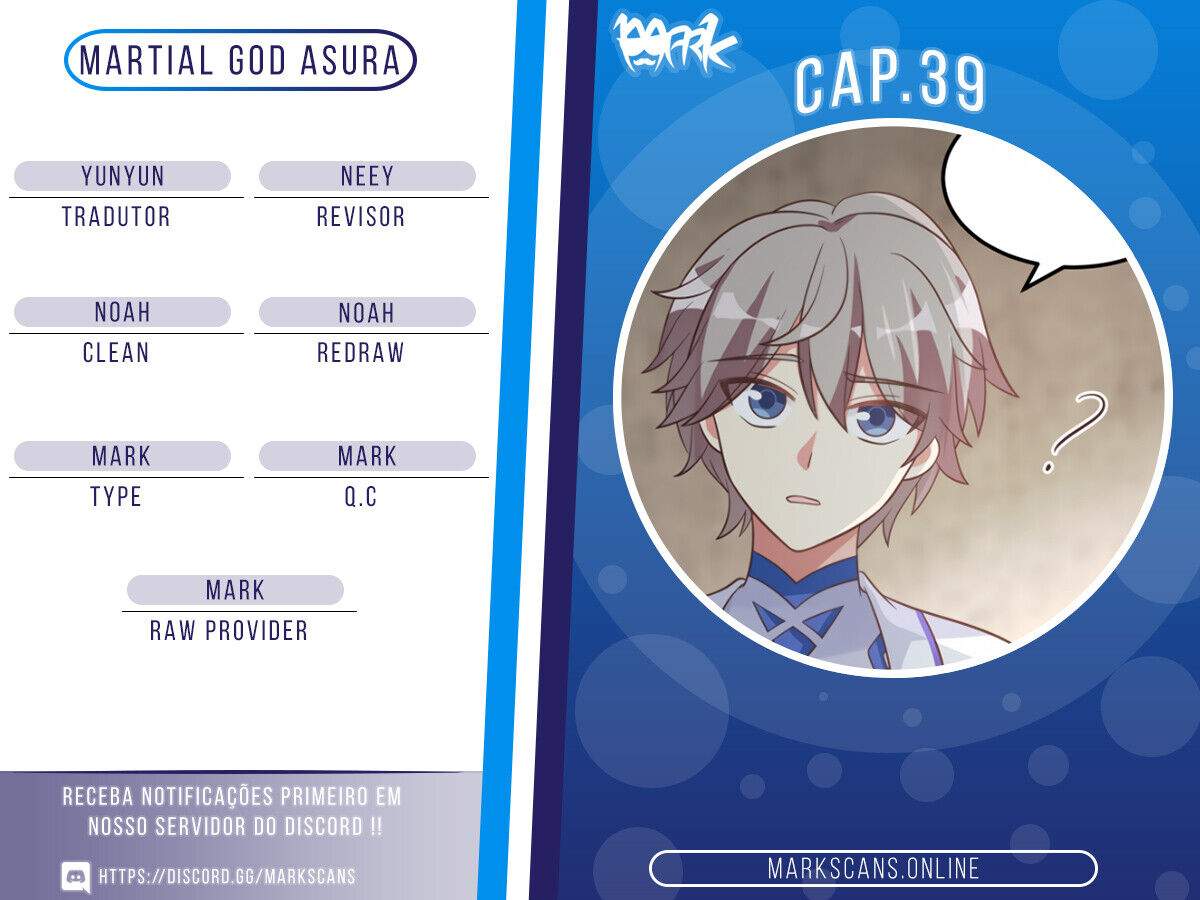 MARTIAL GOD ASURA
YUNYUN
TRADUTOR
NEEY
REVISOR
NOAH
CLEAN
NOAH
REDRAW
MARK
TYPE
MARK
Q.C
MARK
RAW PROVIDER
RECEBA NOTIFICAÇÕES PRIMEIRO EM
NOSSO SERVIDOR DO DISCORD !!
HTTPS://DISCORD.GG/MARKSCANS
MARK
CAP.39
?
MARKSCANS.ONLINE